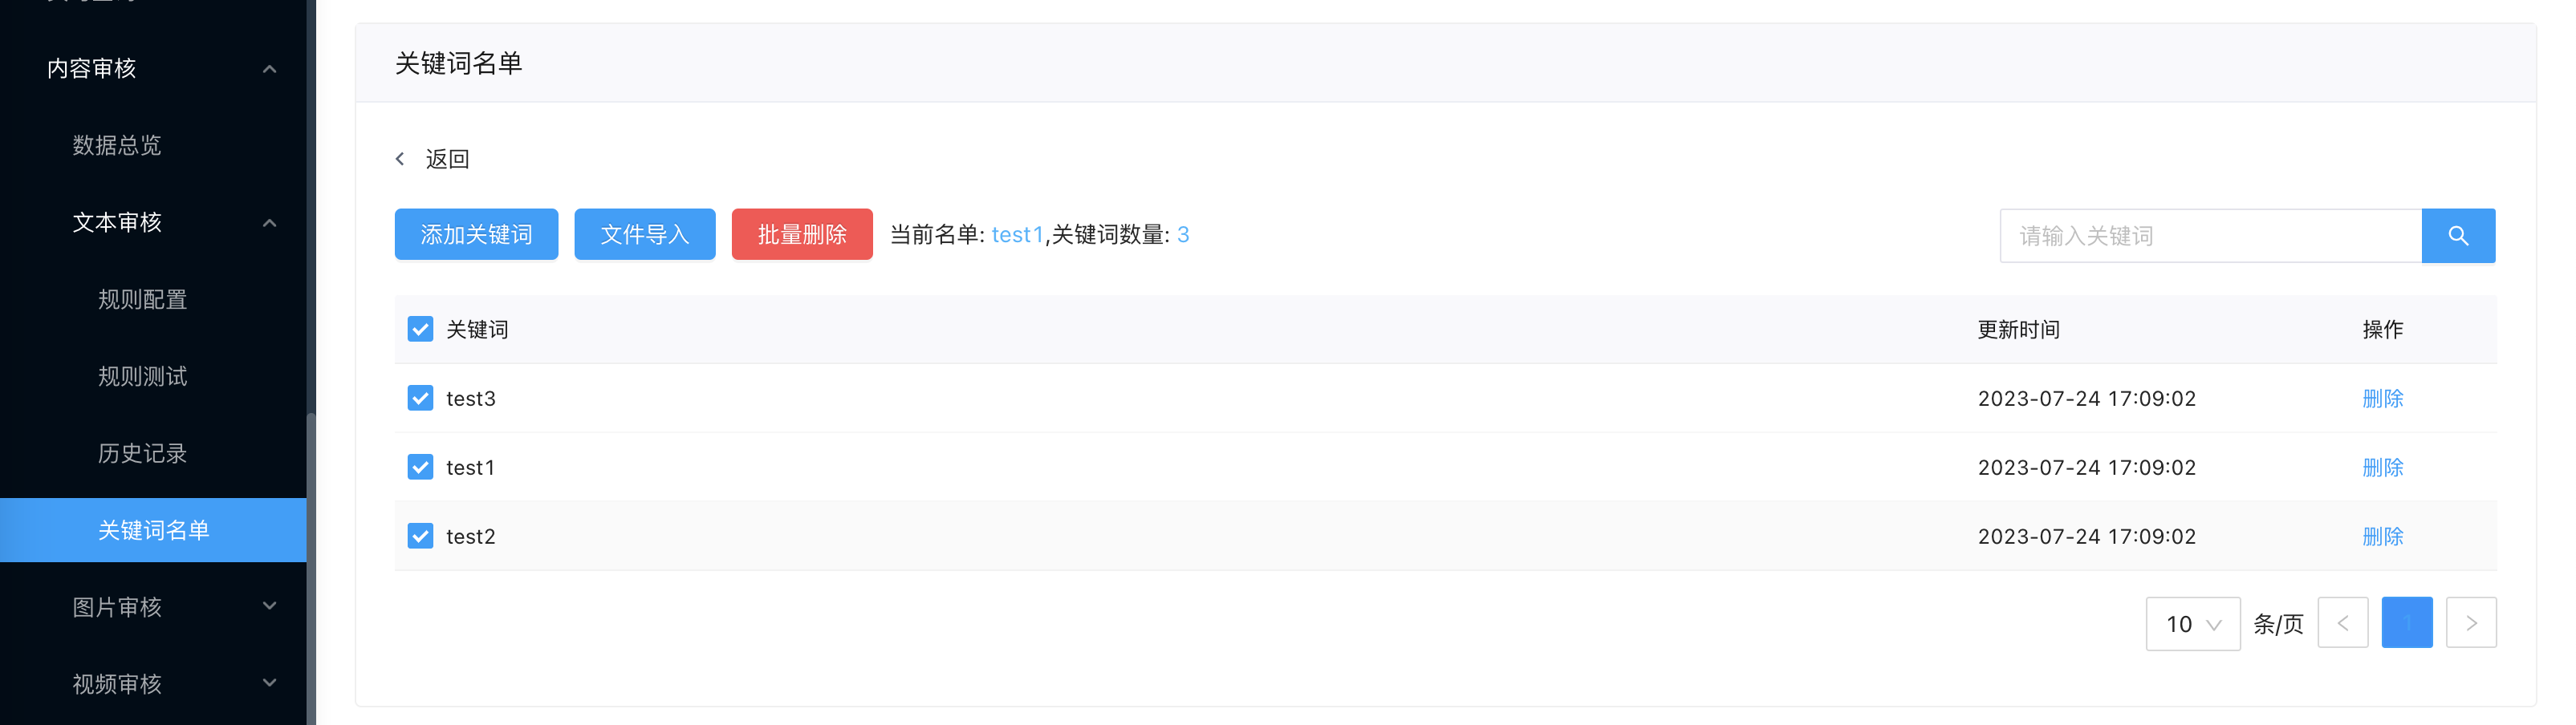 内容审核
数据总览
文本审核
规则配置
规则测试
历史记录
关键词名单
图片审核
视频审核
关键词名单
返回
添加关键词 文件导入 批量删除 当前名单: test1,关键词数量: 3 请输入关键词
关键词 更新时间 操作
test3 2023-07-24 17:09:02 删除
test1 2023-07-24 17:09:02 删除
test2 2023-07-24 17:09:02 删除
10 条/页 1